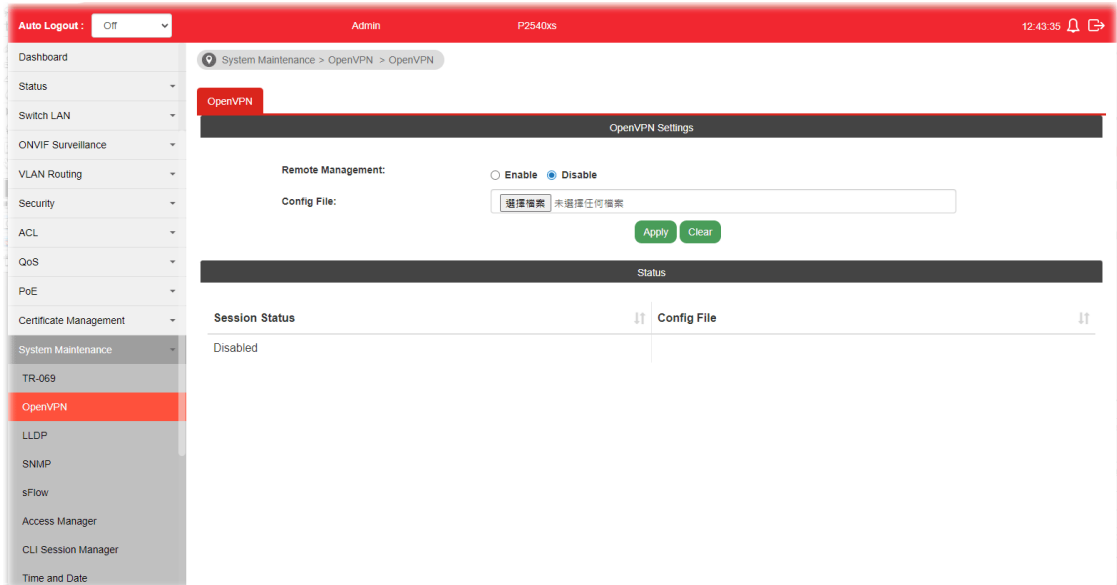 Auto Logout : Off Admin P2540xs 12:43:35
Dashboard
Status
Switch LAN
ONVIF Surveillance
VLAN Routing
Security
ACL
QoS
PoE
Certificate Management
System Maintenance
TR-069
OpenVPN
LLDP
SNMP
sFlow
Access Manager
CLI Session Manager
Time and Date
System Maintenance > OpenVPN > OpenVPN
OpenVPN
OpenVPN Settings
Remote Management: Enable Disable
Config File: 選擇檔案 未選擇任何檔案
Apply Clear
Status
Session Status Config File
Disabled